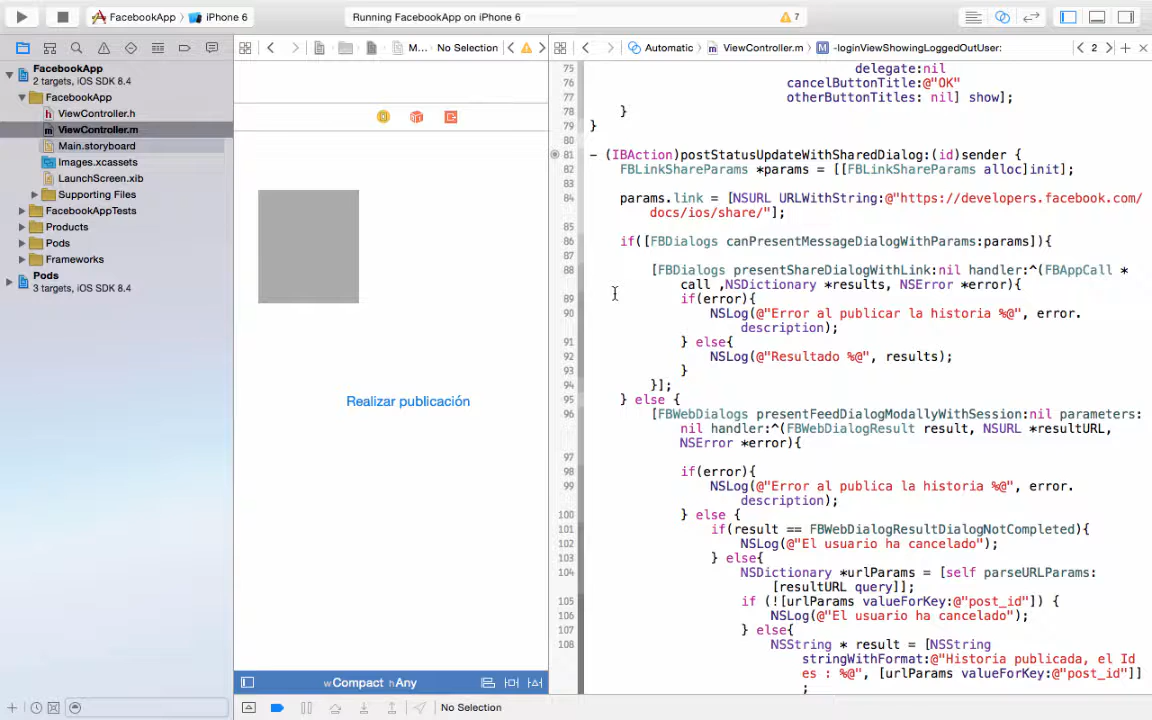 FacebookApp iPhone 6 Running FacebookApp on iPhone 6 7
M... No Selection Automatic ViewController.m M -loginViewShowingLoggedOutUser: 2
FacebookApp
2 targets, iOS SDK 8.4
FacebookApp
h ViewController.h
m ViewController.m
Main.storyboard
Images.xcassets
LaunchScreen.xib
Supporting Files
FacebookAppTests
Products
Pods
Frameworks
Pods
3 targets, iOS SDK 8.4
Realizar publicación
wCompact hAny
75 delegate:nil
76 cancelButtonTitle:@"OK"
77 otherButtonTitles: nil] show];
78 }
79 }
80
81 - (IBAction)postStatusUpdateWithSharedDialog:(id)sender {
82 FBLinkShareParams *params = [[FBLinkShareParams alloc]init];
83
84 params.link = [NSURL URLWithString:@"https://developers.facebook.com/
docs/ios/share/"];
85
86 if([FBDialogs canPresentMessageDialogWithParams:params]){
87
88 [FBDialogs presentShareDialogWithLink:nil handler:^(FBAppCall *
call ,NSDictionary *results, NSError *error){
89 if(error){
90 NSLog(@"Error al publicar la historia %@", error.
description);
91 } else{
92 NSLog(@"Resultado %@", results);
93 }
94 }];
95 } else {
96 [FBWebDialogs presentFeedDialogModallyWithSession:nil parameters:
nil handler:^(FBWebDialogResult result, NSURL *resultURL,
NSError *error){
97
98 if(error){
99 NSLog(@"Error al publica la historia %@", error.
description);
100 } else {
101 if(result == FBWebDialogResultDialogNotCompleted){
102 NSLog(@"El usuario ha cancelado");
103 } else{
104 NSDictionary *urlParams = [self parseURLParams:
[resultURL query]];
105 if (![urlParams valueForKey:@"post_id"]) {
106 NSLog(@"El usuario ha cancelado");
107 } else{
108 NSString * result = [NSString
stringWithFormat:@"Historia publicada, el Id
es : %@", [urlParams valueForKey:@"post_id"]]
;
No Selection